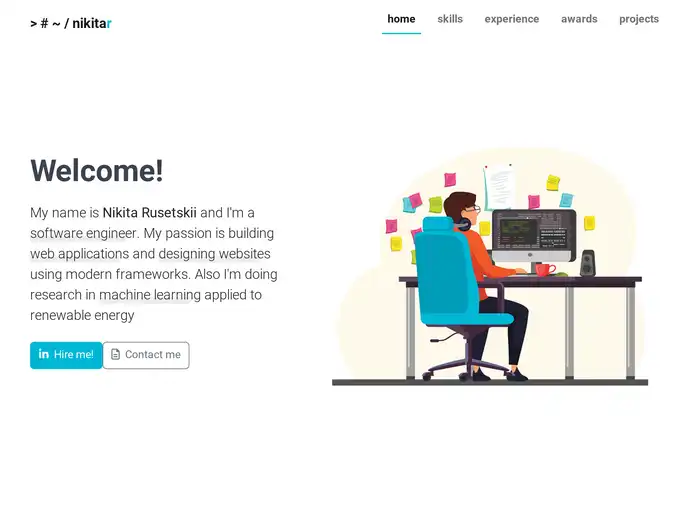 > # ~ / nikitar
home skills experience awards projects
Welcome!
My name is Nikita Rusetskii and I'm a
software engineer. My passion is building
web applications and designing websites
using modern frameworks. Also I'm doing
research in machine learning applied to
renewable energy
Hire me! Contact me